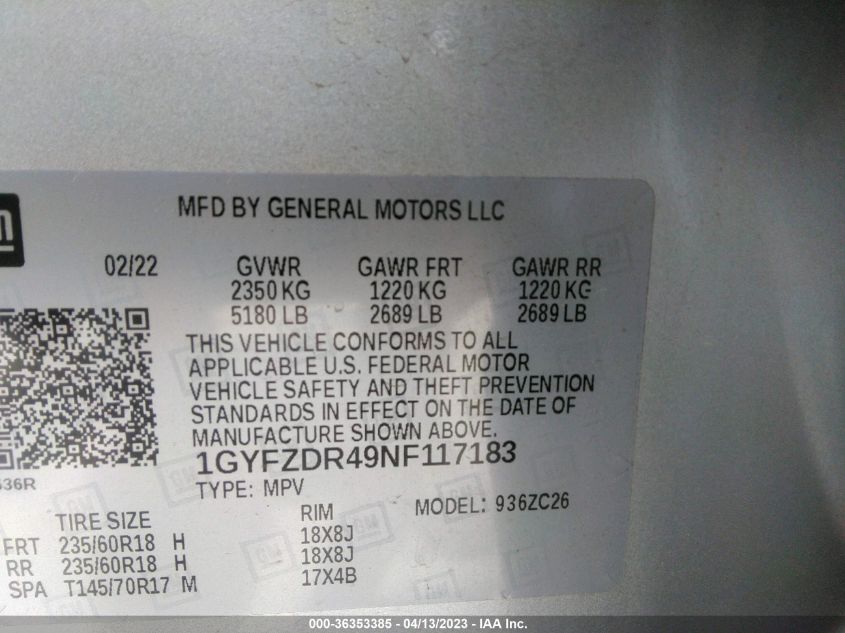 MFD BY GENERAL MOTORS LLC
02/22 GVWR GAWR FRT GAWR RR
2350 KG 1220 KG 1220 KG
5180 LB 2689 LB 2689 LB
THIS VEHICLE CONFORMS TO ALL
APPLICABLE U.S. FEDERAL MOTOR
VEHICLE SAFETY AND THEFT PREVENTION
STANDARDS IN EFFECT ON THE DATE OF
MANUFACTURE SHOWN ABOVE.
1GYFZDR49NF117183
536R
TYPE: MPV
MODEL: 936ZC26
TIRE SIZE RIM
FRT 235/60R18 H 18X8J
RR 235/60R18 H 18X8J
SPA T145/70R17 M 17X4B
000-36353385 - 04/13/2023 - IAA Inc.